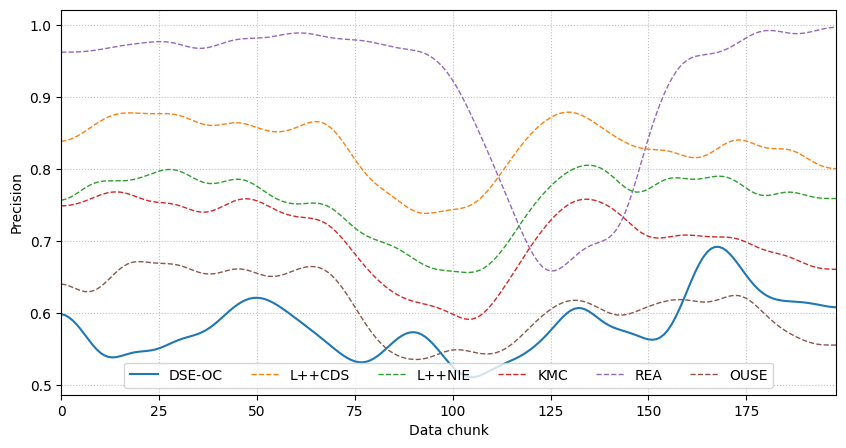 1.0
0.9
0.8
0.7
0.6
0.5
Precision
0 25 50 75 100 125 150 175
Data chunk
DSE-OC L++CDS L++NIE KMC REA OUSE